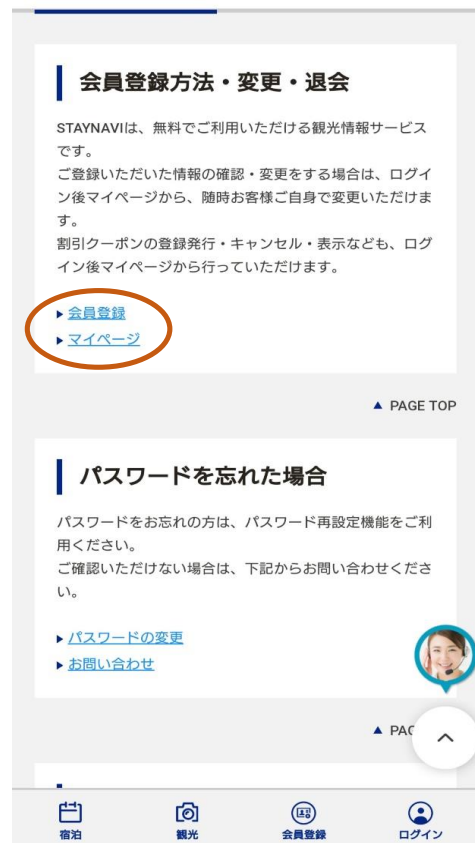 会員登録方法・変更・退会
STAYNAVIは、無料でご利用いただける観光情報サービス
です。
ご登録いただいた情報の確認・変更をする場合は、ログイ
ン後マイページから、随時お客様ご自身で変更いただけま
す。
割引クーポンの登録発行・キャンセル・表示なども、ログ
イン後マイページから行っていただけます。
会員登録
マイページ
PAGE TOP
パスワードを忘れた場合
パスワードをお忘れの方は、パスワード再設定機能をご利
用ください。
ご確認いただけない場合は、下記からお問い合わせくださ
い。
パスワードの変更
お問い合わせ
宿泊
観光
会員登録
ログイン